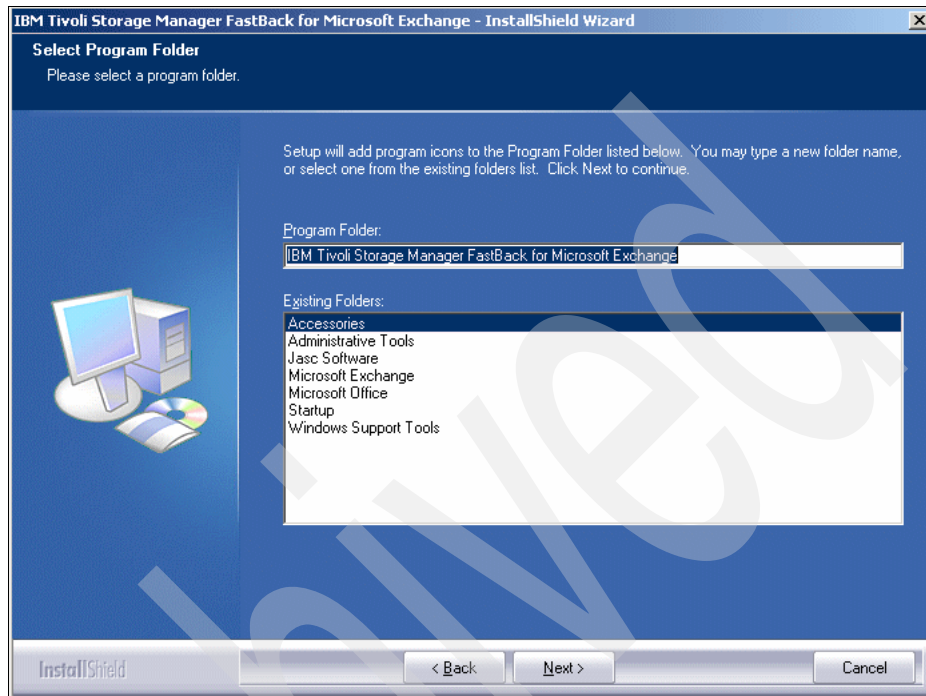 IBM Tivoli Storage Manager FastBack for Microsoft Exchange - InstallShield Wizard
Select Program Folder
Please select a program folder.
Setup will add program icons to the Program Folder listed below. You may type a new folder name,
or select one from the existing folders list. Click Next to continue.
Program Folder:
IBM Tivoli Storage Manager FastBack for Microsoft Exchange
Existing Folders:
Accessories
Administrative Tools
Jasc Software
Microsoft Exchange
Microsoft Office
Startup
Windows Support Tools
InstallShield
< Back
Next >
Cancel
hived